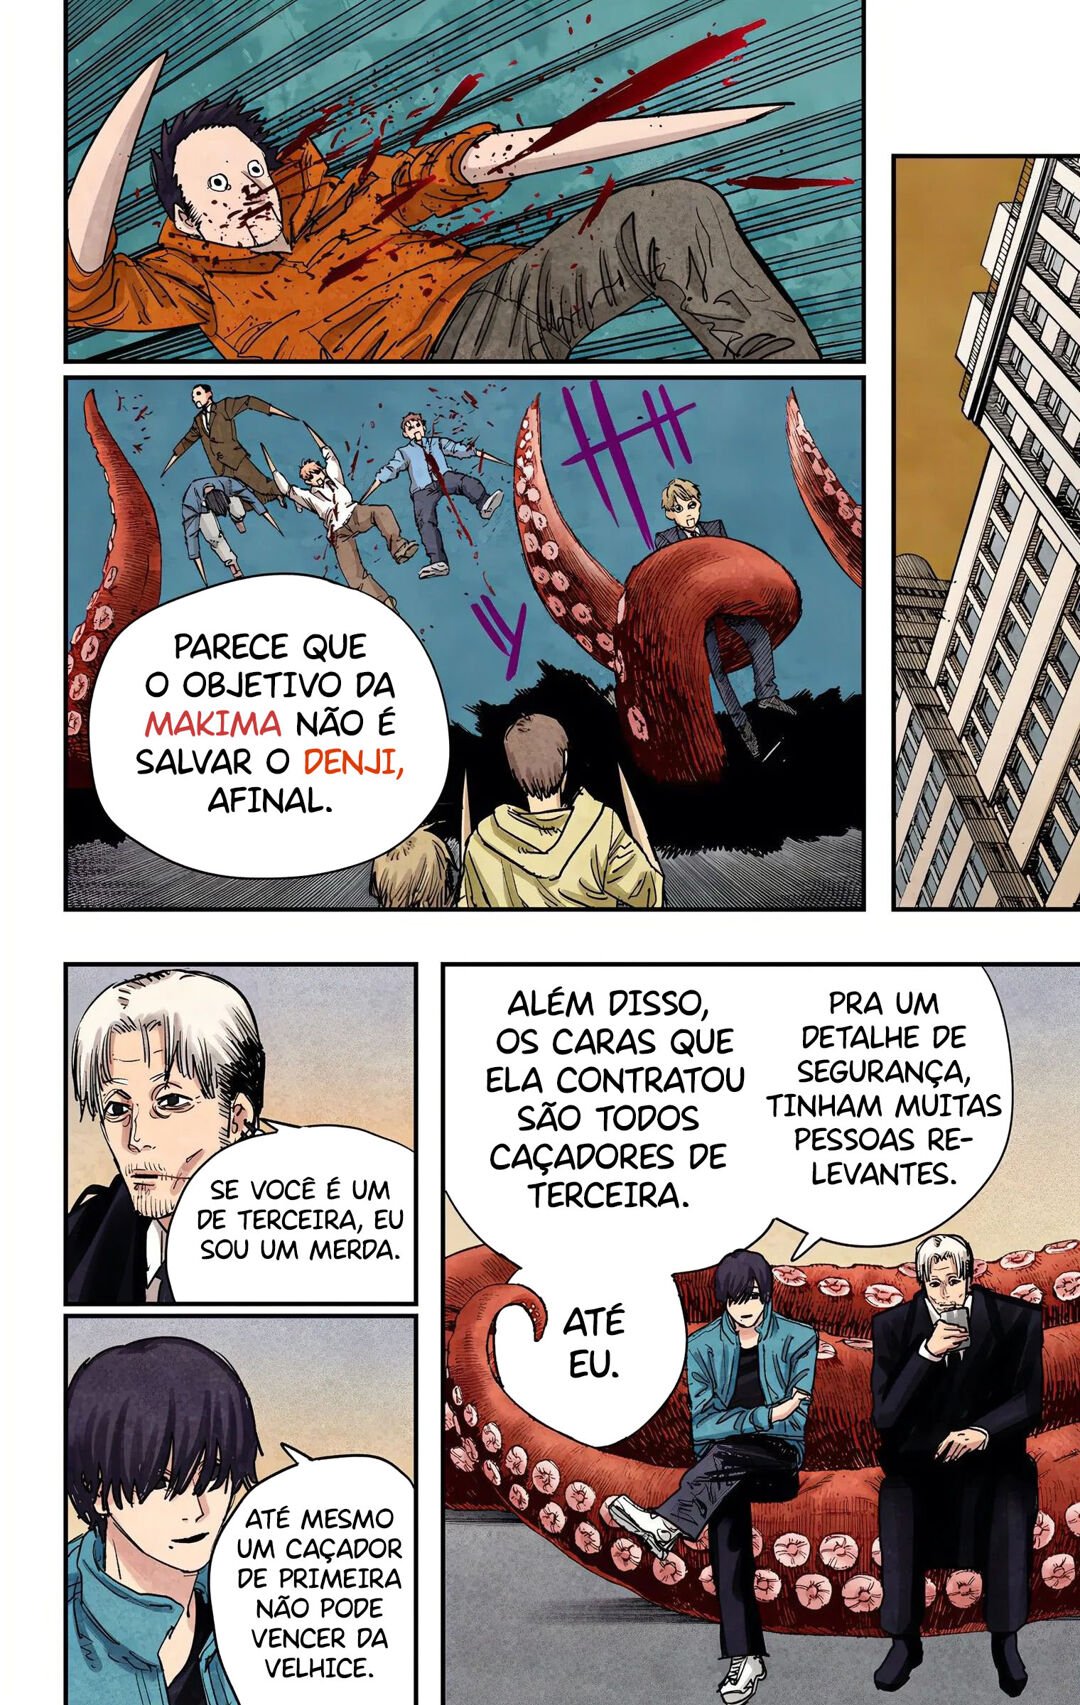 PARECE QUE
O OBJETIVO DA
MAKIMA NÃO É
SALVAR O DENJI,
AFINAL.
PRA UM
DETALHE DE
SEGURANÇA,
TINHAM MUITAS
PESSOAS RE-
LEVANTES.
ALÉM DISSO,
OS CARAS QUE
ELA CONTRATOU
SÃO TODOS
CAÇADORES DE
TERCEIRA.
ATÉ
EU.
SE VOCÊ É UM
DE TERCEIRA, EU
SOU UM MERDA.
ATÉ MESMO
UM CAÇADOR
DE PRIMEIRA
NÃO PODE
VENCER DA
VELHICE.